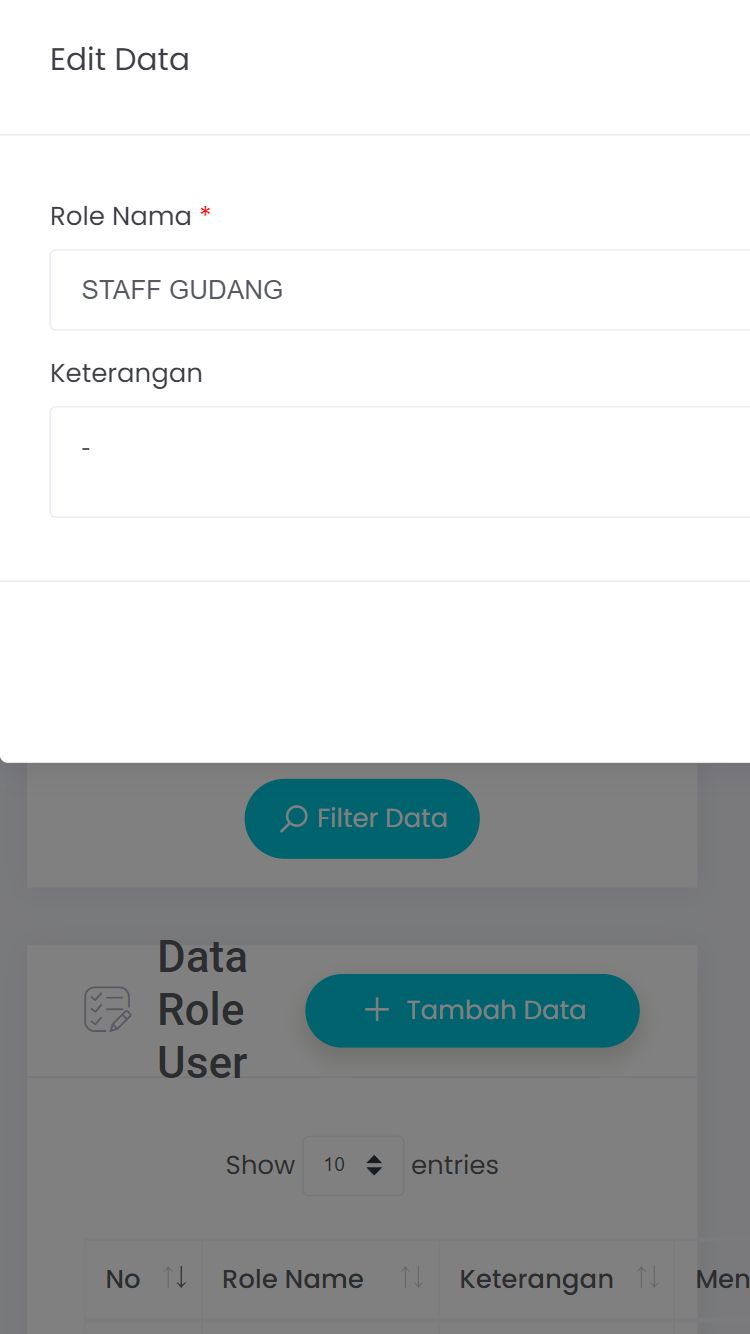 Edit Data
Role Nama *
STAFF GUDANG
Keterangan
-
Filter Data
Data
Role
User
Tambah Data
Show 10 entries
No Role Name Keterangan Men